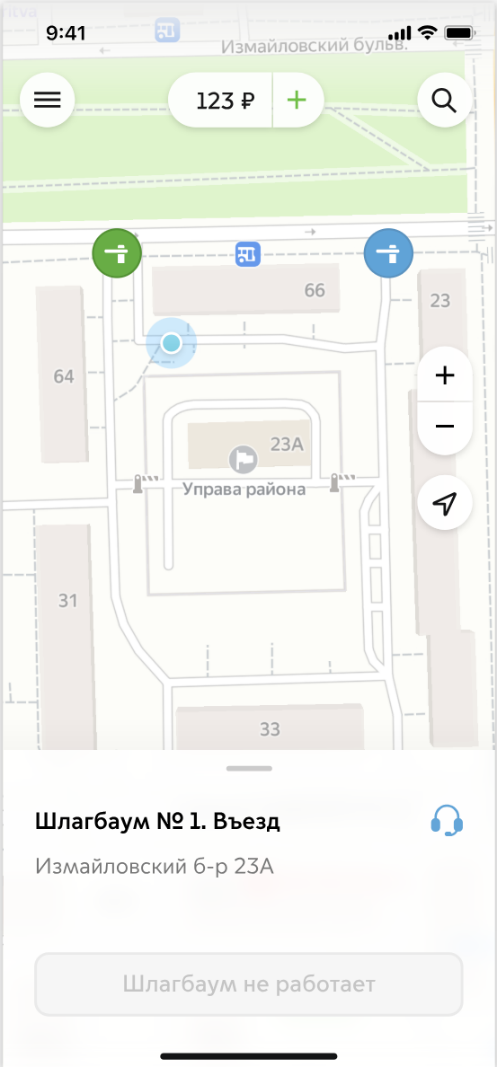 9:41
Измайловский бульв.
123 ₽ +
66
23
64
+
23А
−
Управа района
31
33
Шлагбаум № 1. Въезд
Измайловский б-р 23А
Шлагбаум не работает